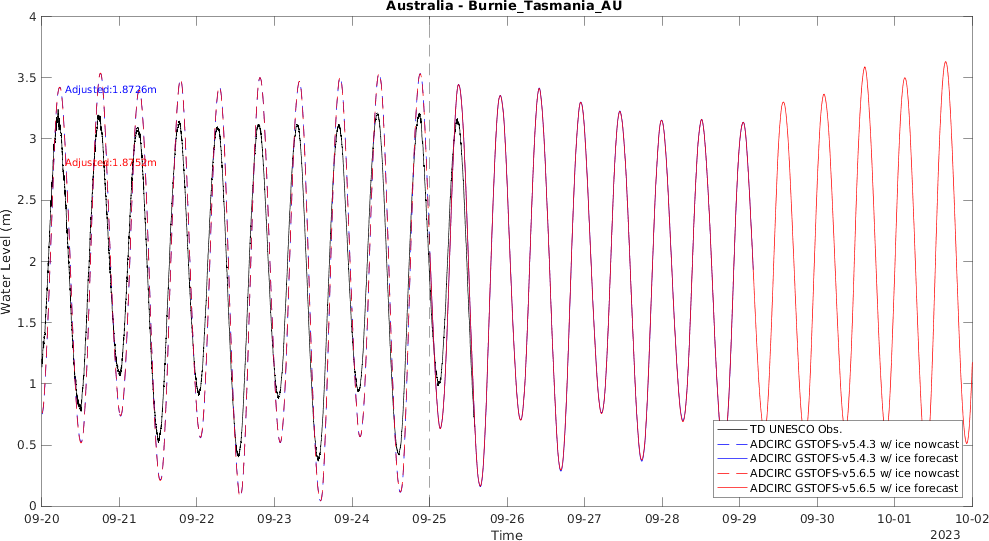 Australia - Burnie_Tasmania_AU
4
3.5
3
2.5
2
1.5
1
0.5
0
Water Level (m)
Adjusted:1.8726m
Adjusted:1.8752m
TD UNESCO Obs.
ADCIRC GSTOFS-v5.4.3 w/ ice nowcast
ADCIRC GSTOFS-v5.4.3 w/ ice forecast
ADCIRC GSTOFS-v5.6.5 w/ ice nowcast
ADCIRC GSTOFS-v5.6.5 w/ ice forecast
09-20 09-21 09-22 09-23 09-24 09-25 09-26 09-27 09-28 09-29 09-30 10-01 10-02
Time
2023